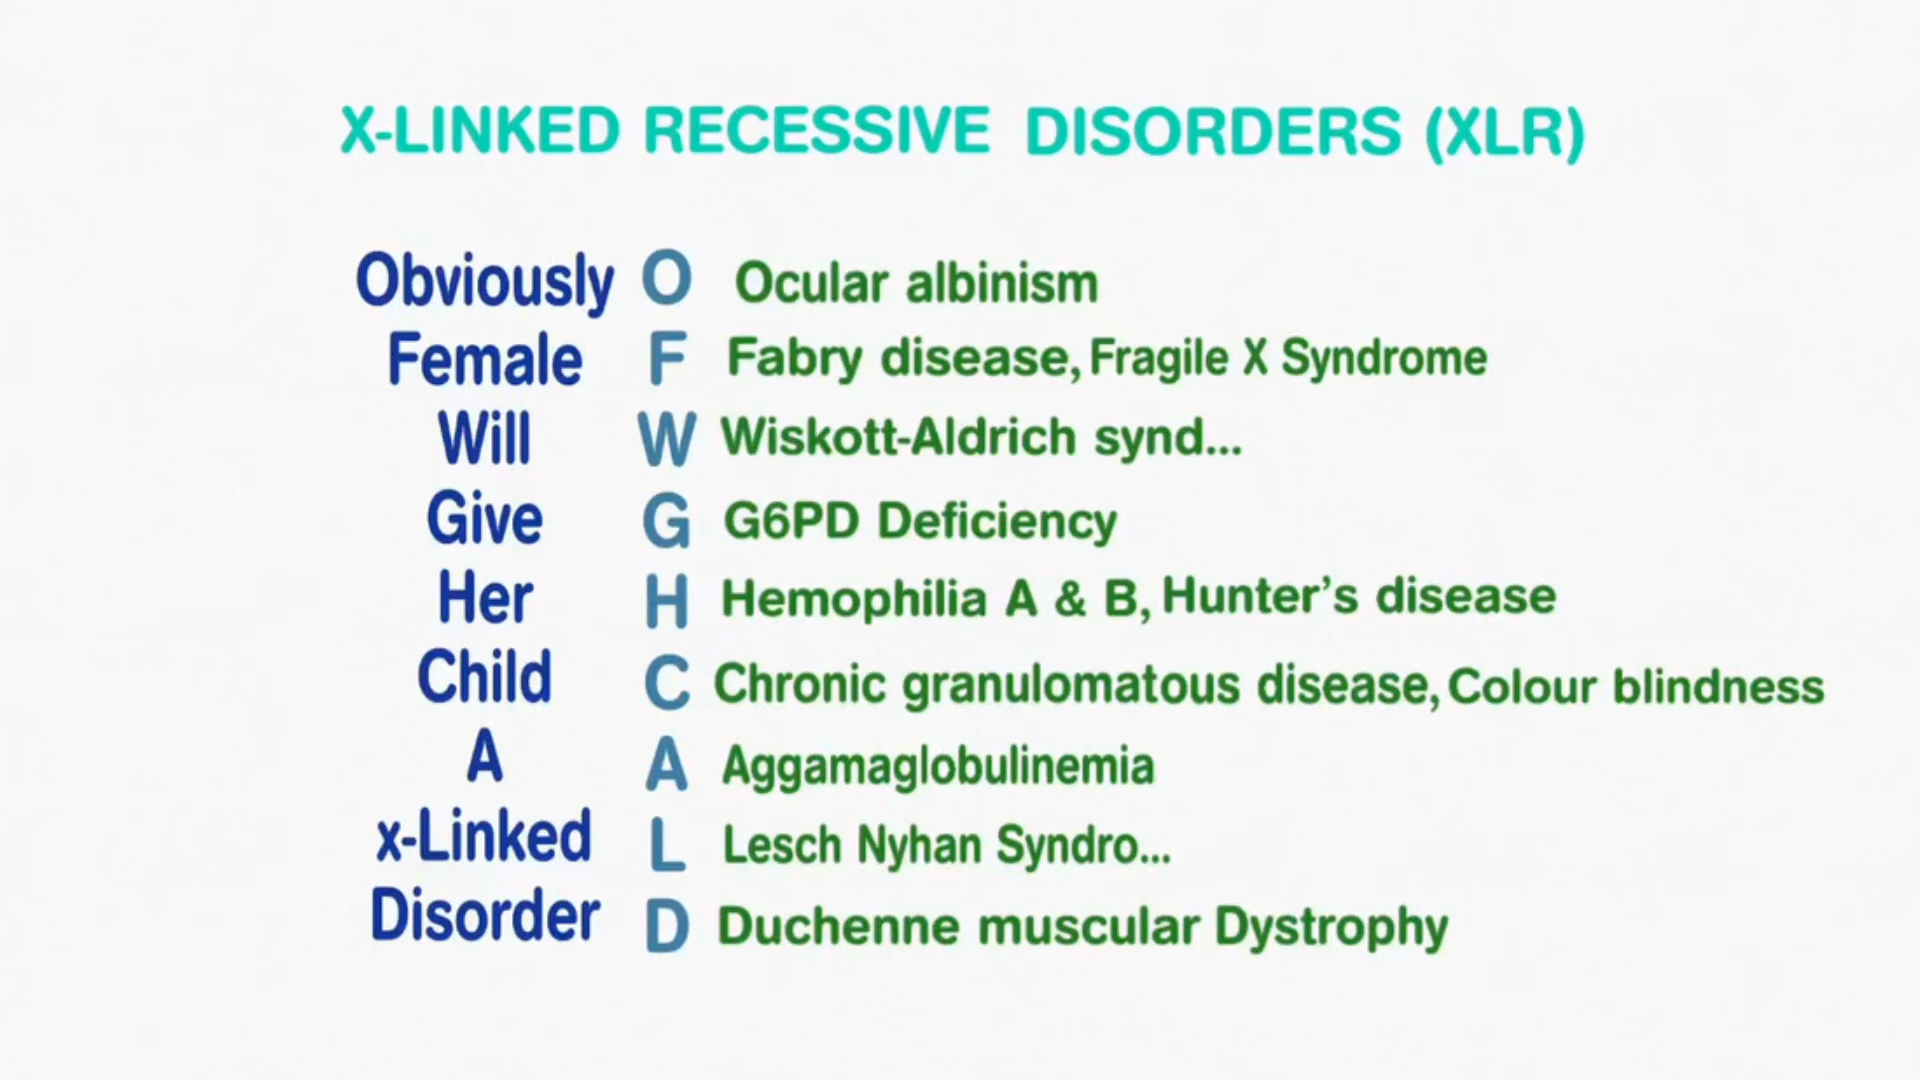 X-LINKED RECESSIVE DISORDERS (XLR)
Obviously O Ocular albinism
Female F Fabry disease, Fragile X Syndrome
Will W Wiskott-Aldrich synd...
Give G G6PD Deficiency
Her H Hemophilia A & B, Hunter's disease
Child C Chronic granulomatous disease, Colour blindness
A A Aggamaglobulinemia
x-Linked L Lesch Nyhan Syndro...
Disorder D Duchenne muscular Dystrophy